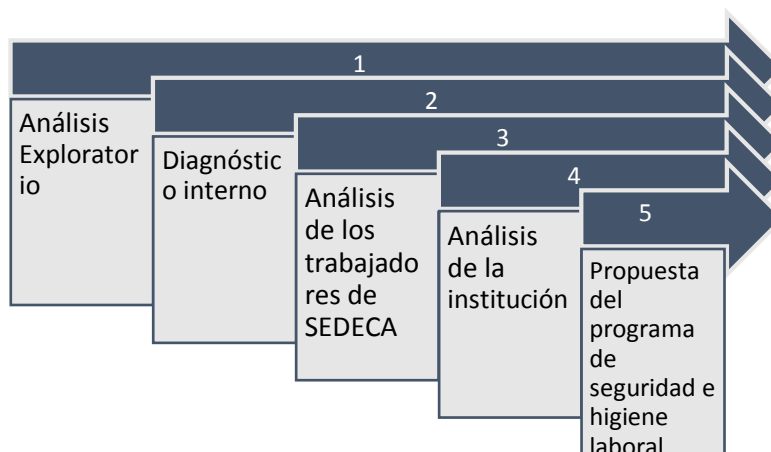 1
Análisis
Explorator
io
2
Diagnóstic
o interno
3
Análisis
de los
trabajado
res de
SEDECA
4
Análisis
de la
institución
5
Propuesta
del
programa
de
seguridad e
higiene
laboral